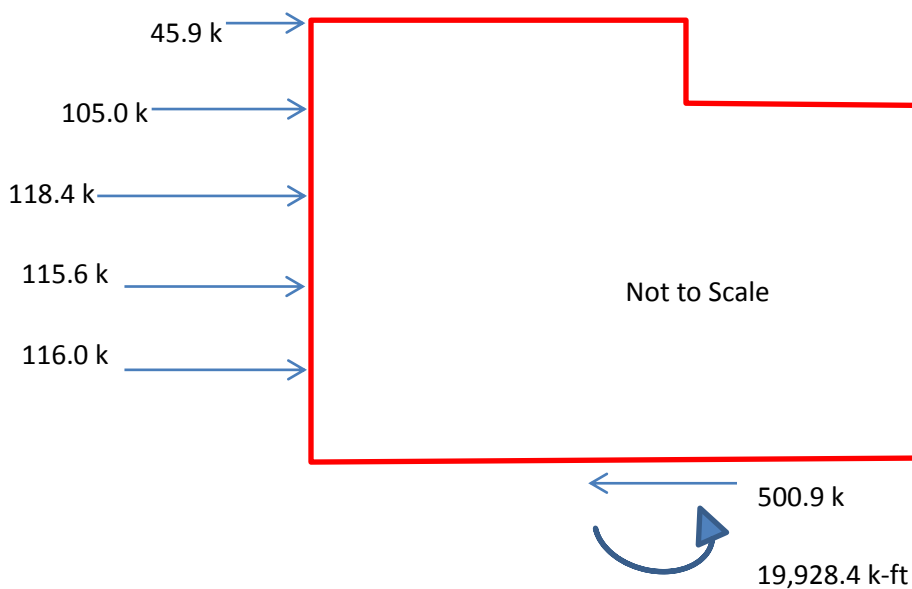 45.9 k
105.0 k
118.4 k
115.6 k
Not to Scale
116.0 k
500.9 k
19,928.4 k-ft